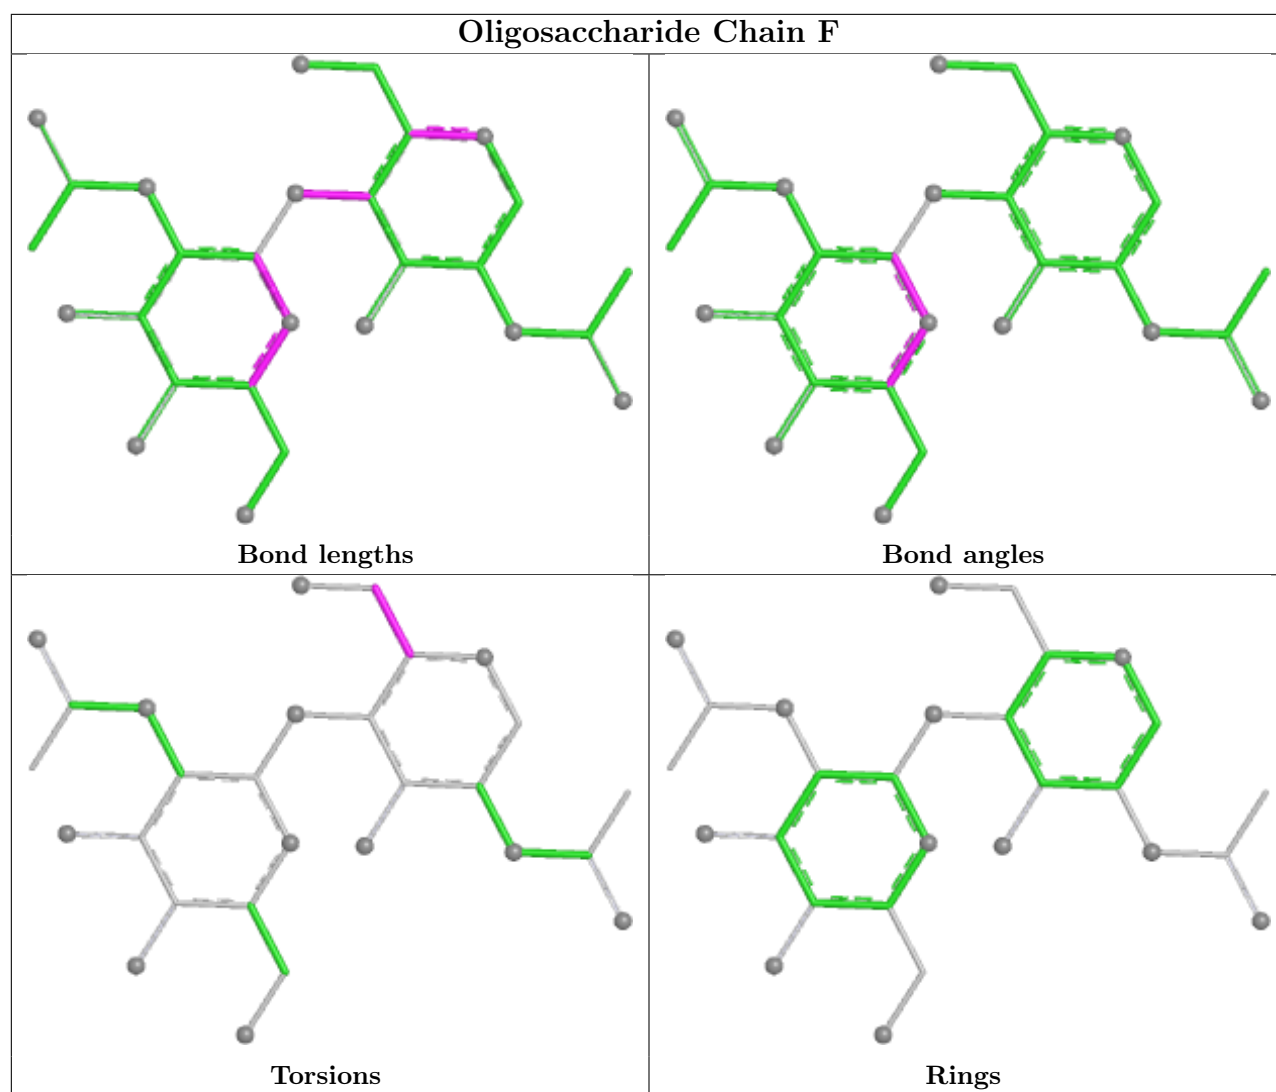 Oligosaccharide Chain F
Bond lengths
Bond angles
Torsions
Rings